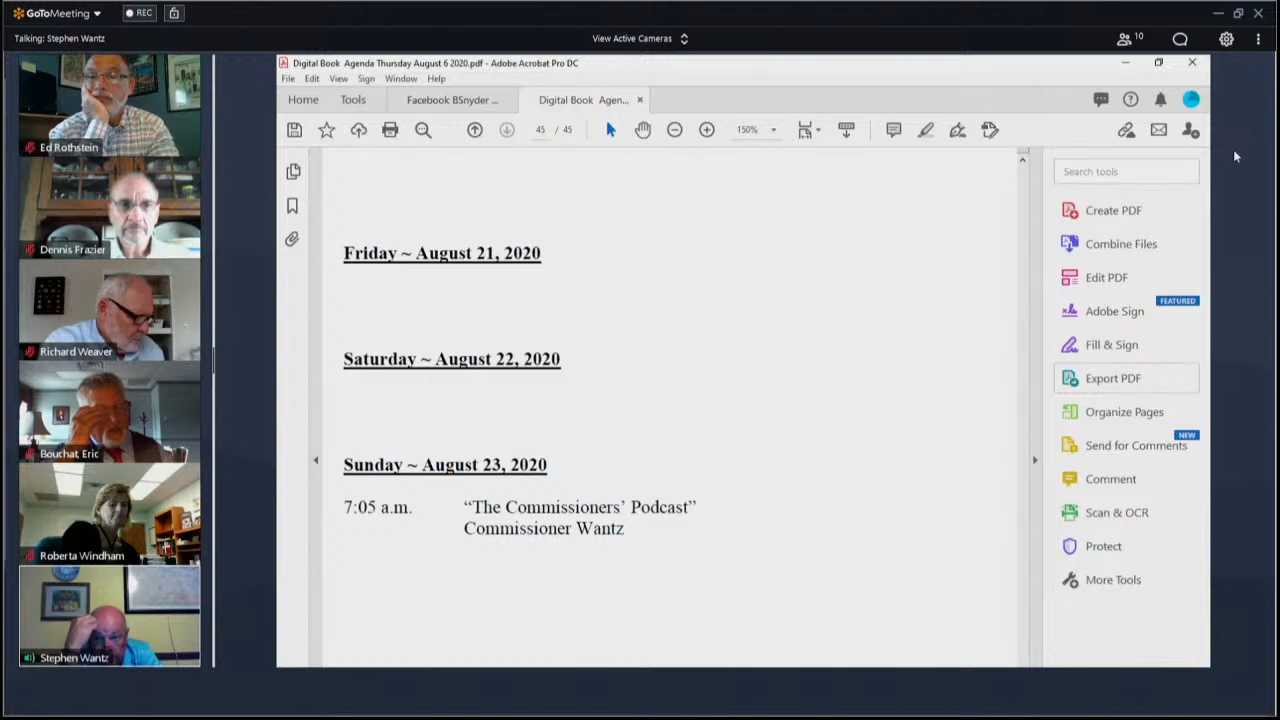 GoToMeeting
REC
Talking: Stephen Wantz
View Active Cameras
10
Ed Rothstein
Dennis Frazier
Richard Weaver
Bouchat, Eric
Roberta Windham
Stephen Wantz
Digital Book Agenda Thursday August 6 2020.pdf - Adobe Acrobat Pro DC
File Edit View Sign Window Help
Home Tools Facebook BSnyder ... Digital Book Agen... ×
45 / 45 150%
Friday ~ August 21, 2020
Saturday ~ August 22, 2020
Sunday ~ August 23, 2020
7:05 a.m. “The Commissioners’ Podcast”
Commissioner Wantz
Search tools
Create PDF
Combine Files
Edit PDF
FEATURED
Adobe Sign
Fill & Sign
Export PDF
Organize Pages
NEW
Send for Comments
Comment
Scan & OCR
Protect
More Tools